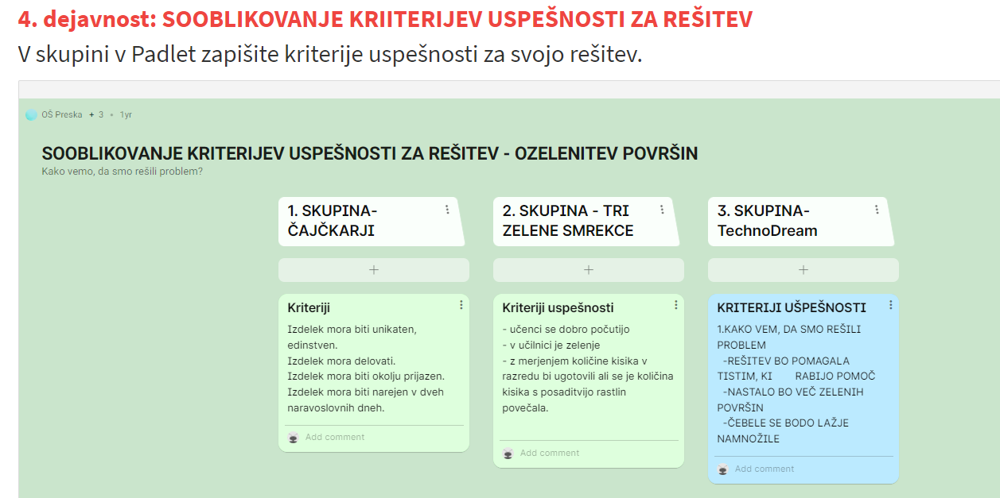 4. dejavnost: SOOBLIKOVANJE KRIITERIJEV USPEŠNOSTI ZA REŠITEV
V skupini v Padlet zapišite kriterije uspešnosti za svojo rešitev.
OŠ Preska + 3 • 1yr
SOOBLIKOVANJE KRITERIJEV USPEŠNOSTI ZA REŠITEV - OZELENITEV POVRŠIN
Kako vemo, da smo rešili problem?
1. SKUPINA-
ČAJČKARJI
+
Kriteriji
Izdelek mora biti unikaten,
edinstven.
Izdelek mora delovati.
Izdelek mora biti okolju prijazen.
Izdelek mora biti narejen v dveh
naravoslovnih dneh.
Add comment
2. SKUPINA - TRI
ZELENE SMREKCE
+
Kriteriji uspešnosti
- učenci se dobro počutijo
- v učilnici je zelenje
- z merjenjem količine kisika v
razredu bi ugotovili ali se je količina
kisika s posaditvijo rastlin
povečala.
Add comment
3. SKUPINA-
TechnoDream
+
KRITERIJI UŠPEŠNOSTI
1.KAKO VEM, DA SMO REŠILI
PROBLEM
-REŠITEV BO POMAGALA
TISTIM, KI RABIJO POMOČ
-NASTALO BO VEČ ZELENIH
POVRŠIN
-ČEBELE SE BODO LAŽJE
NAMNOŽILE
Add comment